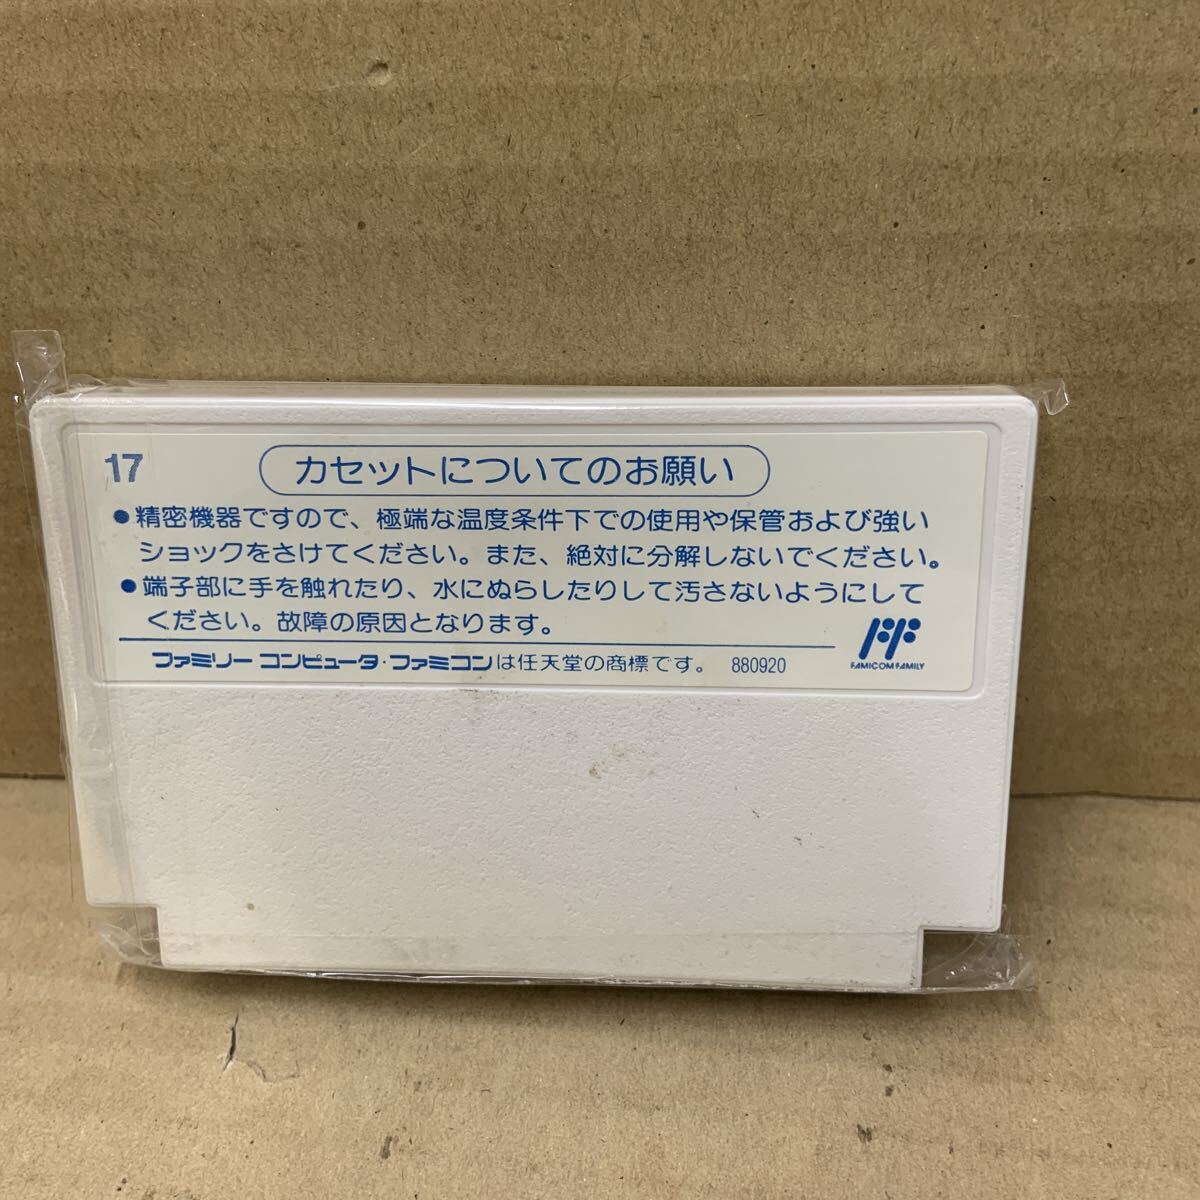 17
カセットについてのお願い
●精密機器ですので、極端な温度条件下での使用や保管および強い
ショックをさけてください。また、絶対に分解しないでください。
●端子部に手を触れたり、水にぬらしたりして汚さないようにして
ください。故障の原因となります。
FF
FAMICOM FAMILY
ファミリー コンピュータ・ファミコンは任天堂の商標です。 880920